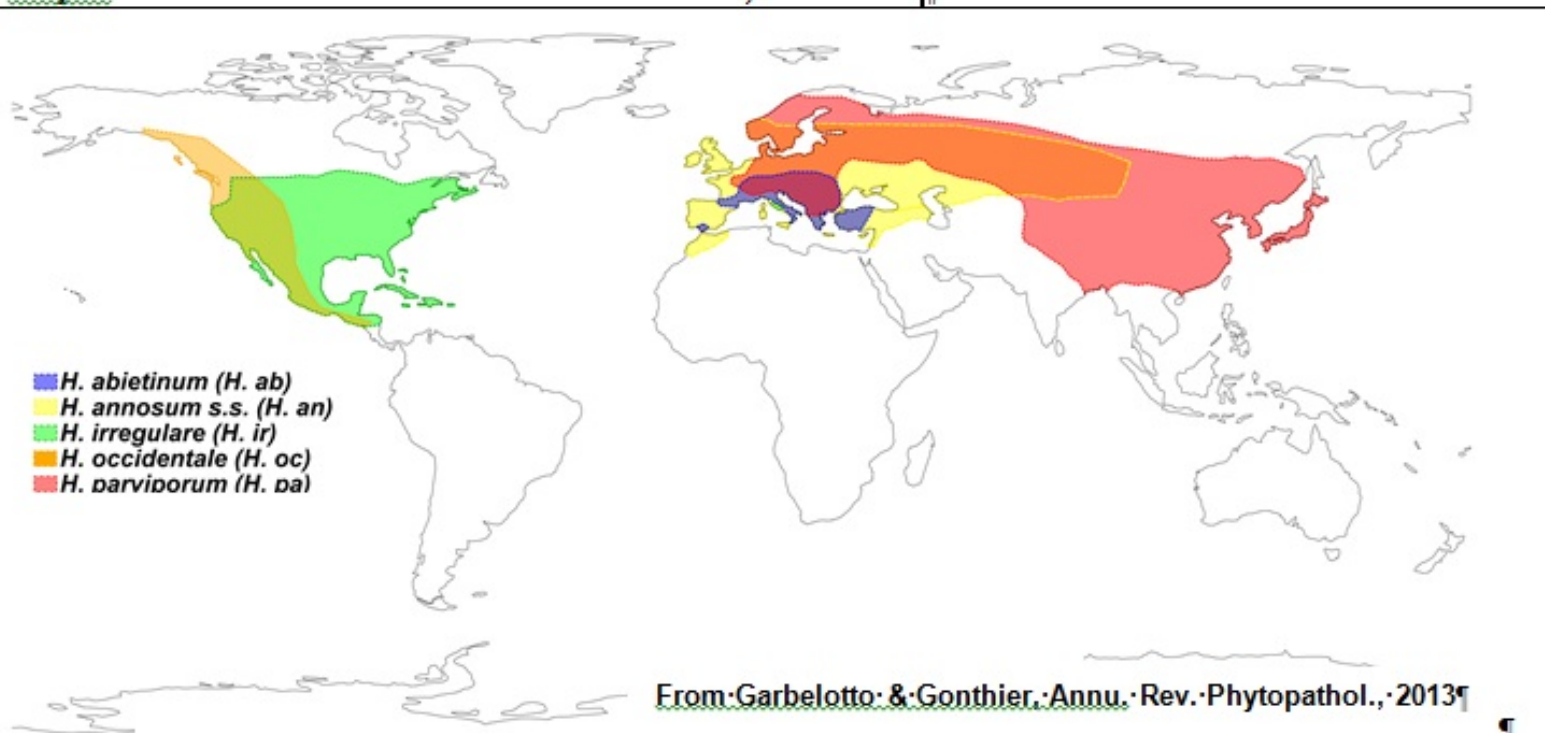 H. abietinum (H. ab)
H. annosum s.s. (H. an)
H. irregulare (H. ir)
H. occidentale (H. oc)
H. parviporum (H. pa)
From·Garbelotto·&·Gonthier,·Annu.·Rev.·Phytopathol.,·2013¶
¶